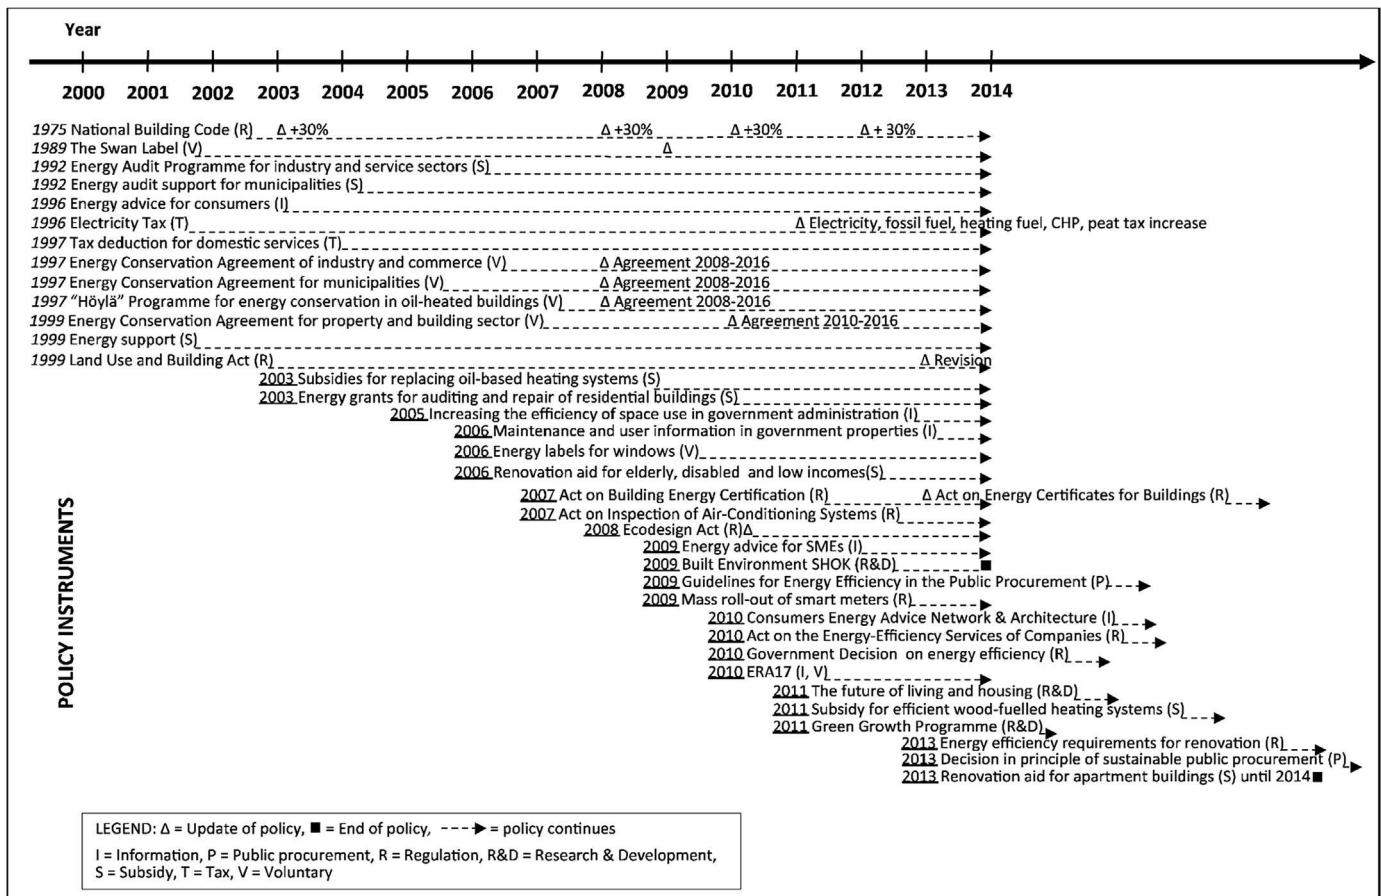 Year
2000 2001 2002 2003 2004 2005 2006 2007 2008 2009 2010 2011 2012 2013 2014
1975 National Building Code (R) Δ +30% Δ +30% Δ +30% Δ + 30%
1989 The Swan Label (V) Δ
1992 Energy Audit Programme for industry and service sectors (S)
1992 Energy audit support for municipalities (S)
1996 Energy advice for consumers (I)
1996 Electricity Tax (T) Δ Electricity, fossil fuel, heating fuel, CHP, peat tax increase
1997 Tax deduction for domestic services (T)
1997 Energy Conservation Agreement of industry and commerce (V) Δ Agreement 2008-2016
1997 Energy Conservation Agreement for municipalities (V) Δ Agreement 2008-2016
1997 “Höylä” Programme for energy conservation in oil-heated buildings (V) Δ Agreement 2008-2016
1999 Energy Conservation Agreement for property and building sector (V) Δ Agreement 2010-2016
1999 Energy support (S)
1999 Land Use and Building Act (R) Δ Revision
2003 Subsidies for replacing oil-based heating systems (S)
2003 Energy grants for auditing and repair of residential buildings (S)
2005 Increasing the efficiency of space use in government administration (I)
2006 Maintenance and user information in government properties (I)
2006 Energy labels for windows (V)
2006 Renovation aid for elderly, disabled and low incomes(S)
2007 Act on Building Energy Certification (R) Δ Act on Energy Certificates for Buildings (R)
2007 Act on Inspection of Air-Conditioning Systems (R)
2008 Ecodesign Act (R)Δ
2009 Energy advice for SMEs (I)
2009 Built Environment SHOK (R&D) ■
2009 Guidelines for Energy Efficiency in the Public Procurement (P)
2009 Mass roll-out of smart meters (R)
2010 Consumers Energy Advice Network & Architecture (I)
2010 Act on the Energy-Efficiency Services of Companies (R)
2010 Government Decision on energy efficiency (R)
2010 ERA17 (I, V)
2011 The future of living and housing (R&D)
2011 Subsidy for efficient wood-fuelled heating systems (S)
2011 Green Growth Programme (R&D)
2013 Energy efficiency requirements for renovation (R)
2013 Decision in principle of sustainable public procurement (P)
2013 Renovation aid for apartment buildings (S) until 2014 ■
POLICY INSTRUMENTS
LEGEND: Δ = Update of policy, ■ = End of policy, ---► = policy continues
I = Information, P = Public procurement, R = Regulation, R&D = Research & Development,
S = Subsidy, T = Tax, V = Voluntary